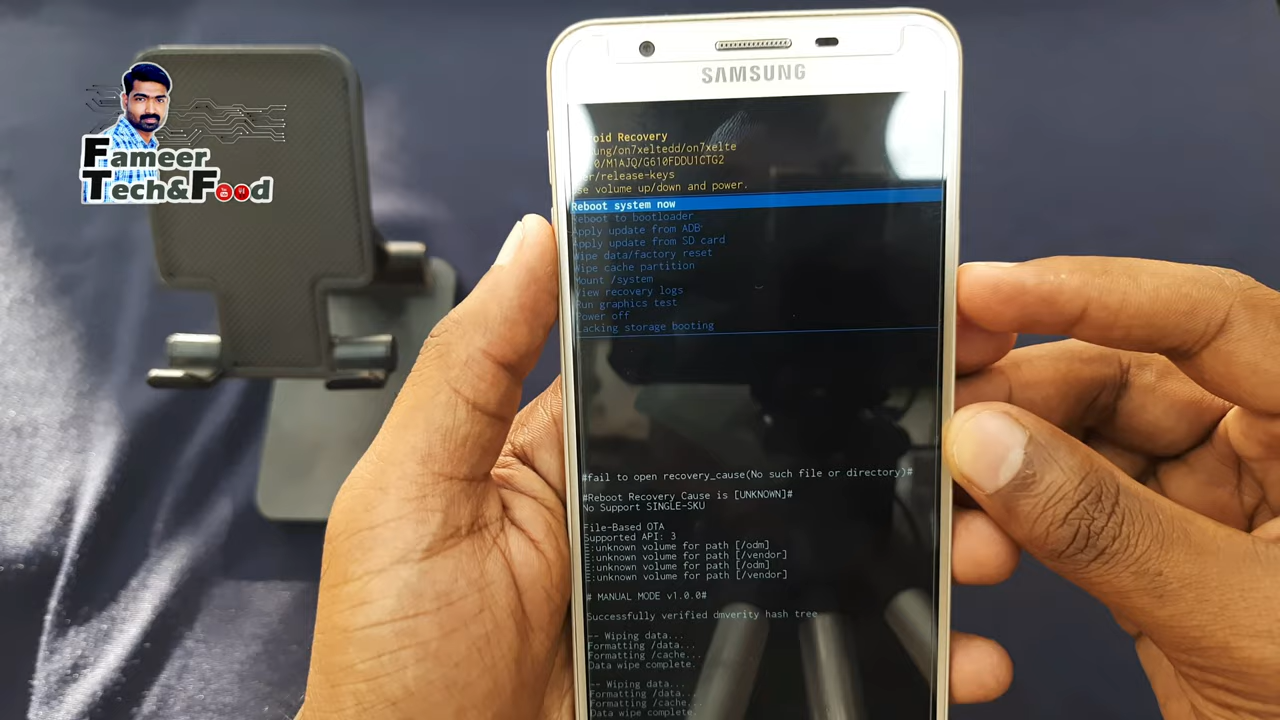 Fameer
Tech&Food
SAMSUNG
oid Recovery
ung/on7xeltedd/on7xelte
0/M1AJQ/G610FDDU1CTG2
er/release-keys
se volume up/down and power.
Reboot system now
Reboot to bootloader
Apply update from ADB
Apply update from SD card
Wipe data/factory reset
Wipe cache partition
Mount /system
View recovery logs
Run graphics test
Power off
Lacking storage booting
#fail to open recovery_cause(No such file or directory)#
#Reboot Recovery Cause is [UNKNOWN]#
No Support SINGLE-SKU
File-Based OTA
Supported API: 3
E:unknown volume for path [/odm]
E:unknown volume for path [/vendor]
E:unknown volume for path [/odm]
E:unknown volume for path [/vendor]
# MANUAL MODE v1.0.0#
Successfully verified dmverity hash tree
-- Wiping data...
Formatting /data...
Formatting /cache...
Data wipe complete.
-- Wiping data...
Formatting /data...
Formatting /cache...
Data wipe complete.